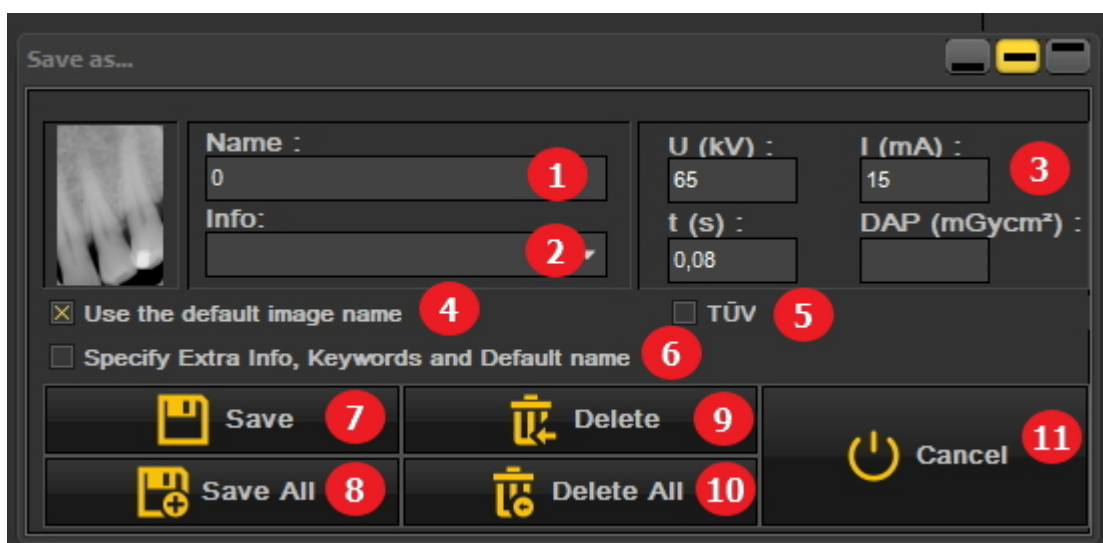 Save as...
Name :
0
1
Info:
2
U (kV) :
65
I (mA) :
15
3
t (s) :
0,08
DAP (mGycm²) :
Use the default image name
4
TŪV
5
Specify Extra Info, Keywords and Default name
6
Save
7
Delete
9
Cancel
11
Save All
8
Delete All
10